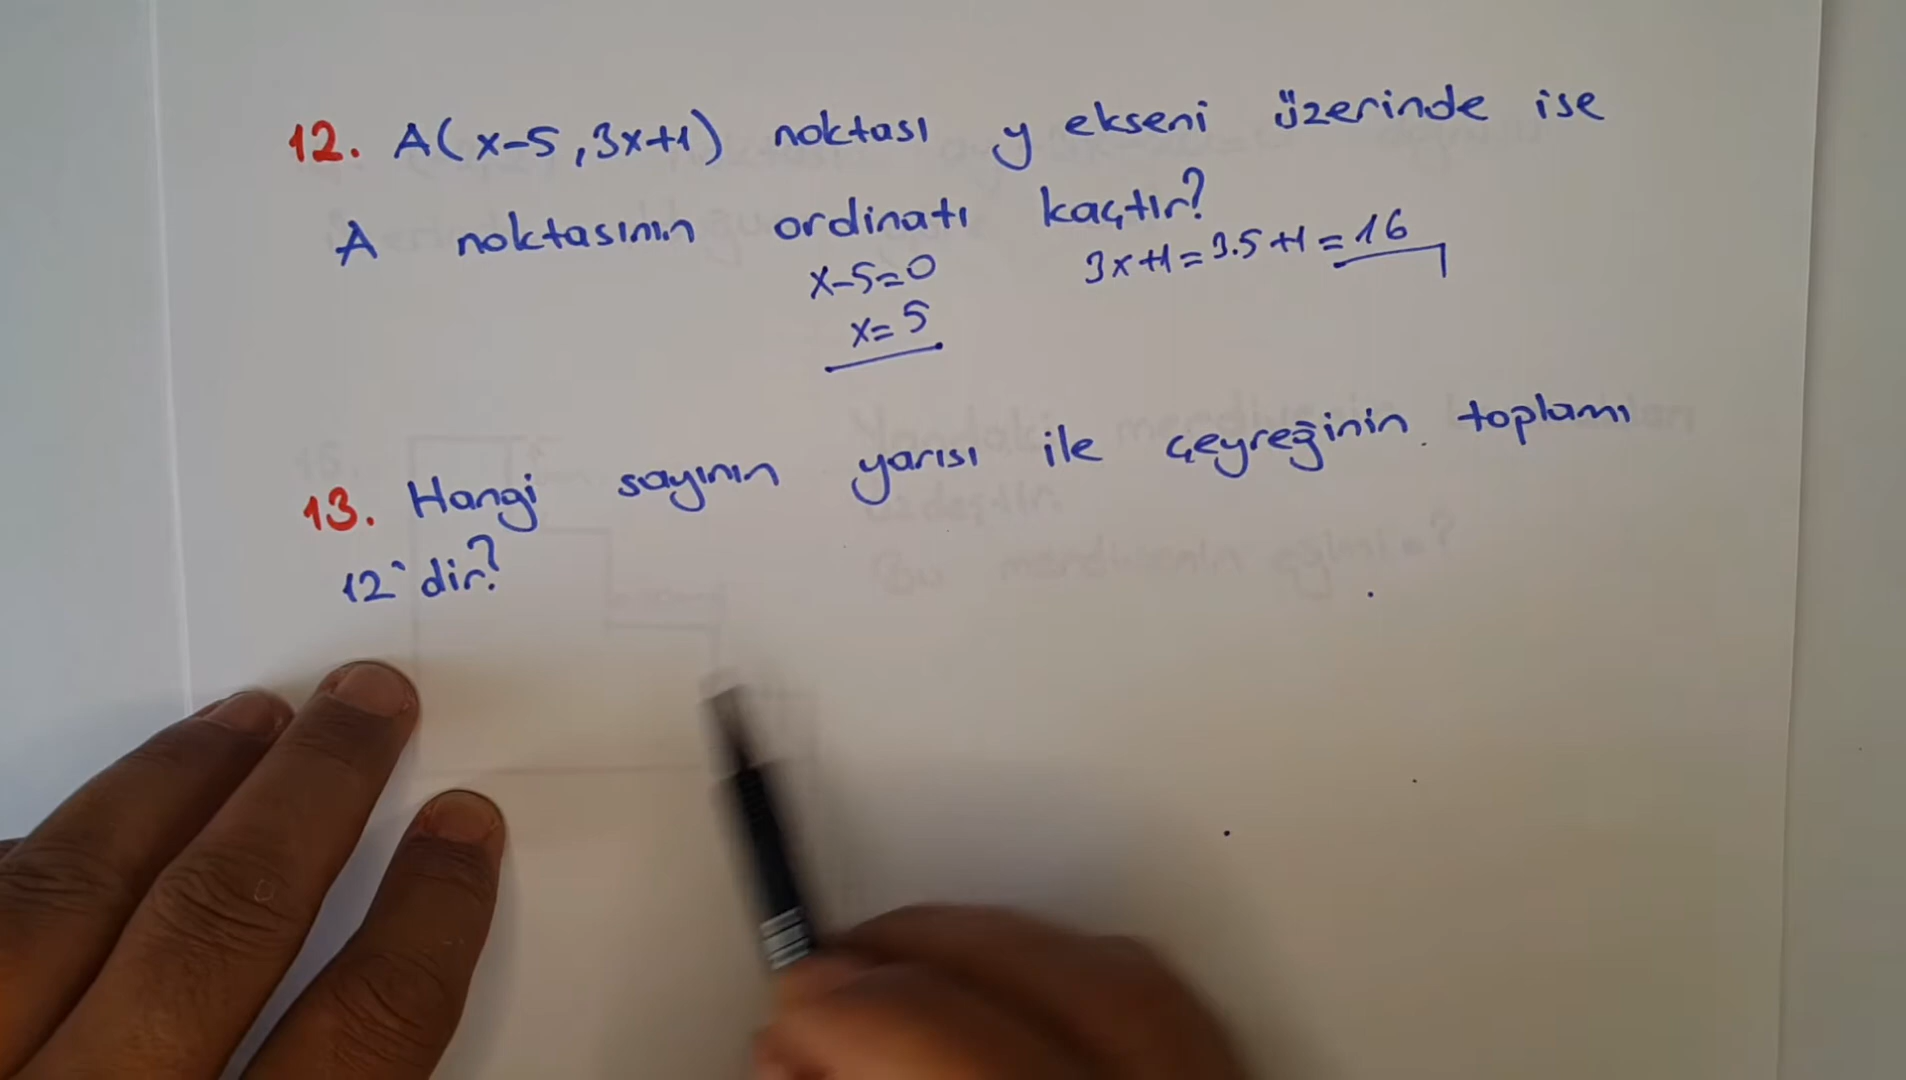 12. A(x-5,3x+1) noktası y ekseni üzerinde ise
A noktasının ordinatı kaçtır?
x-5=0
x=5
3x+1=3.5+1=16
13. Hangi sayının yarısı ile çeyreğinin toplamı
12'dir?